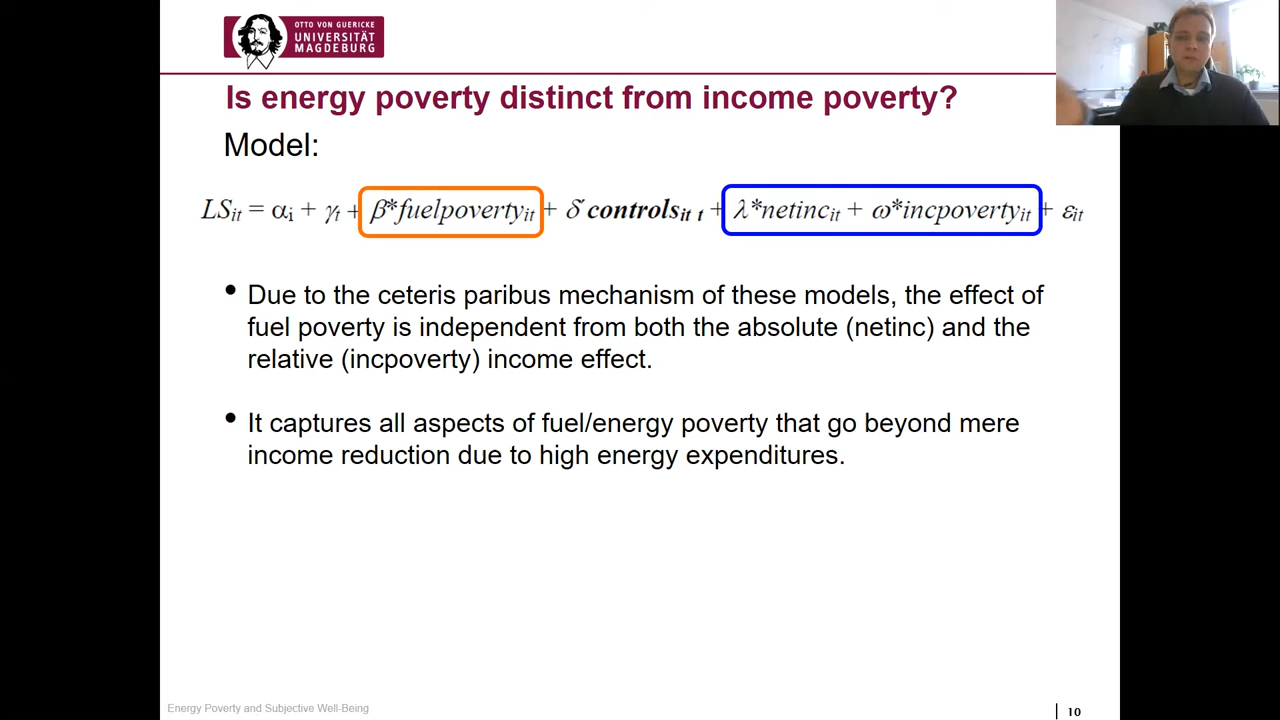 OTTO VON GUERICKE
UNIVERSITÄT
MAGDEBURG
Is energy poverty distinct from income poverty?
Model:
LSit = αi + γt + β*fuelpovertyit + δ' controlsit t + λ*netincit + ω*incpovertyit + εit
• Due to the ceteris paribus mechanism of these models, the effect of
fuel poverty is independent from both the absolute (netinc) and the
relative (incpoverty) income effect.
• It captures all aspects of fuel/energy poverty that go beyond mere
income reduction due to high energy expenditures.
Energy Poverty and Subjective Well-Being
10